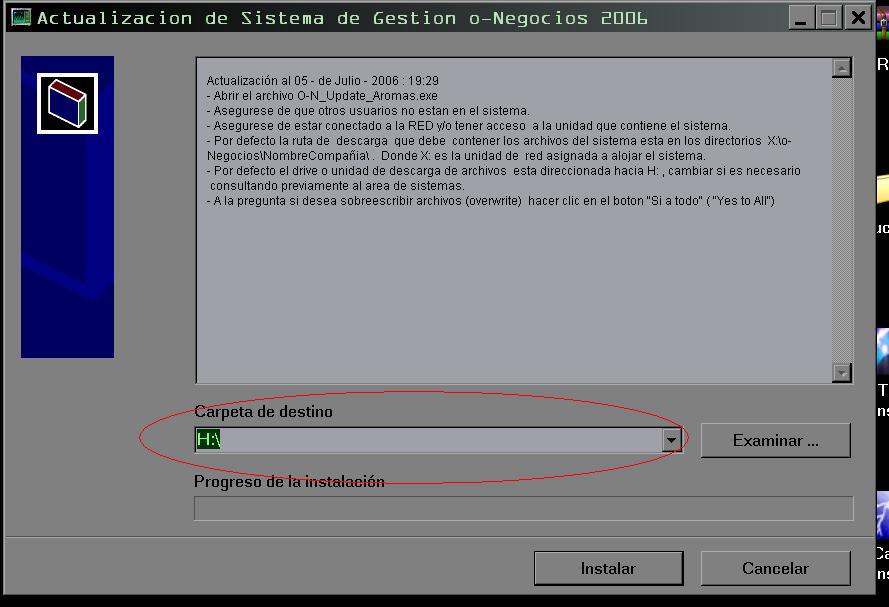 Actualizacion de Sistema de Gestion o-Negocios 2006
Actualización al 05 - de Julio - 2006 : 19:29
- Abrir el archivo O-N_Update_Aromas.exe
- Asegurese de que otros usuarios no estan en el sistema.
- Asegurese de estar conectado a la RED y/o tener acceso  a la unidad que contiene el sistema.
- Por defecto la ruta de  descarga  que debe  contener los archivos del sistema esta en los directorios  X:\o-
Negocios\NombreCompañia\ .  Donde X: es la unidad de  red asignada a alojar el sistema.
- Por defecto el drive o unidad de descarga de archivos  esta direccionada hacia H: , cambiar si es necesario
consultando previamente al area de sistemas.
- A la pregunta si desea sobreescribir archivos (overwrite)  hacer clic en el boton "Si a todo" ( "Yes to All")
Carpeta de destino
H:\
Examinar ...
Progreso de la instalación
Instalar
Cancelar